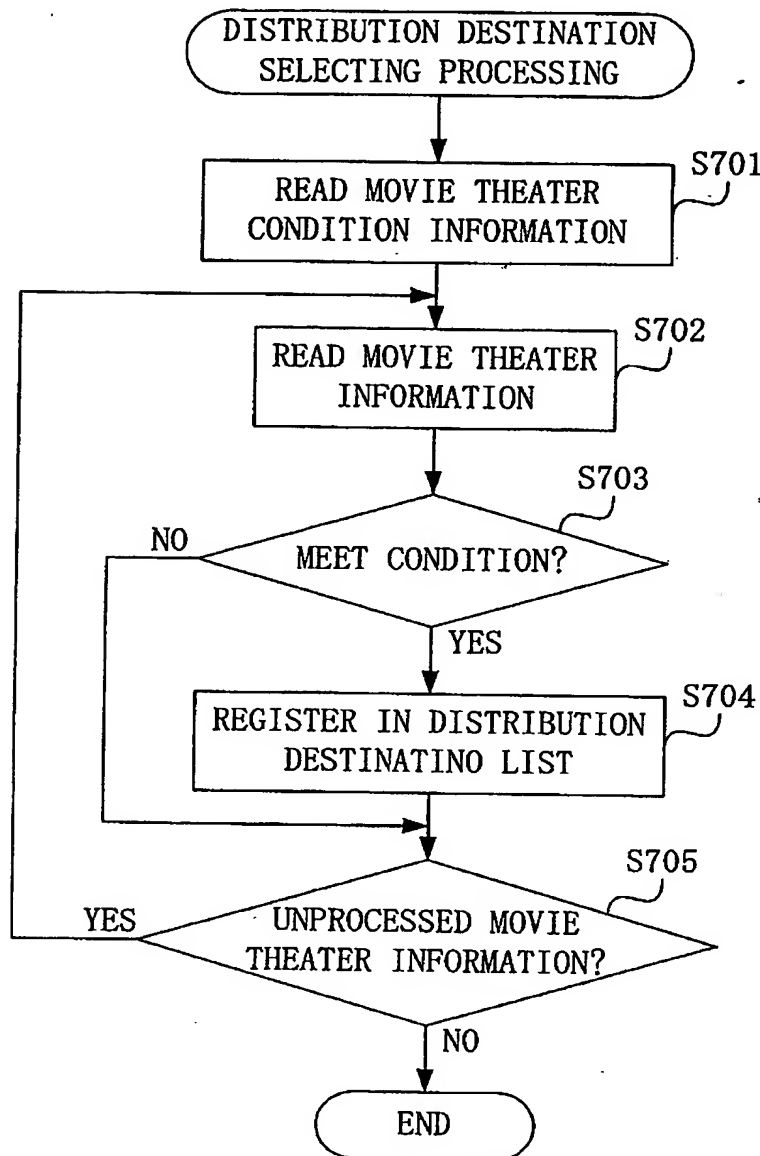 DISTRIBUTION DESTINATION
SELECTING PROCESSING
S701
READ MOVIE THEATER
CONDITION INFORMATION
S702
READ MOVIE THEATER
INFORMATION
S703
NO
MEET CONDITION?
YES
S704
REGISTER IN DISTRIBUTION
DESTINATINO LIST
S705
YES
UNPROCESSED MOVIE
THEATER INFORMATION?
NO
END